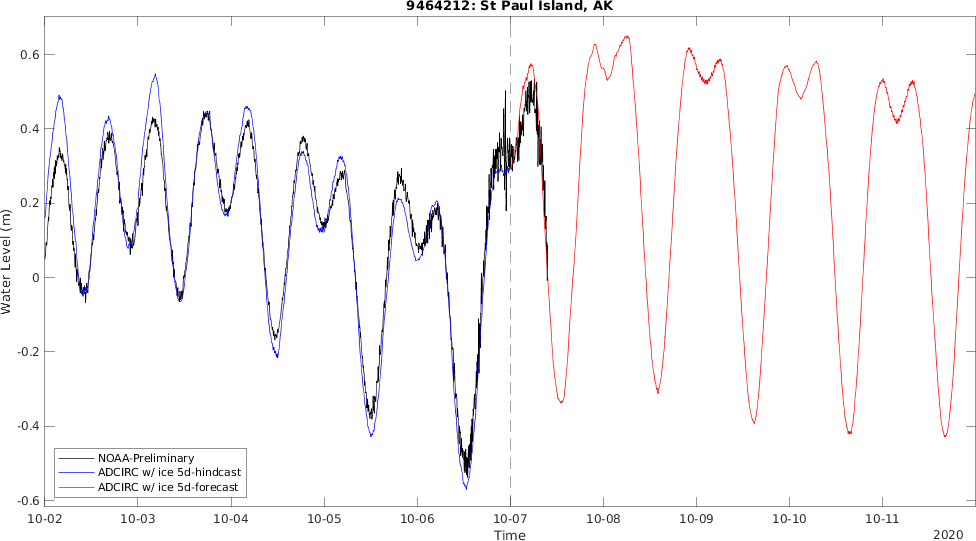 9464212: St Paul Island, AK
Water Level (m)
0.6
0.4
0.2
0
-0.2
-0.4
-0.6
NOAA-Preliminary
ADCIRC w/ ice 5d-hindcast
ADCIRC w/ ice 5d-forecast
10-02 10-03 10-04 10-05 10-06 10-07 10-08 10-09 10-10 10-11
Time
2020